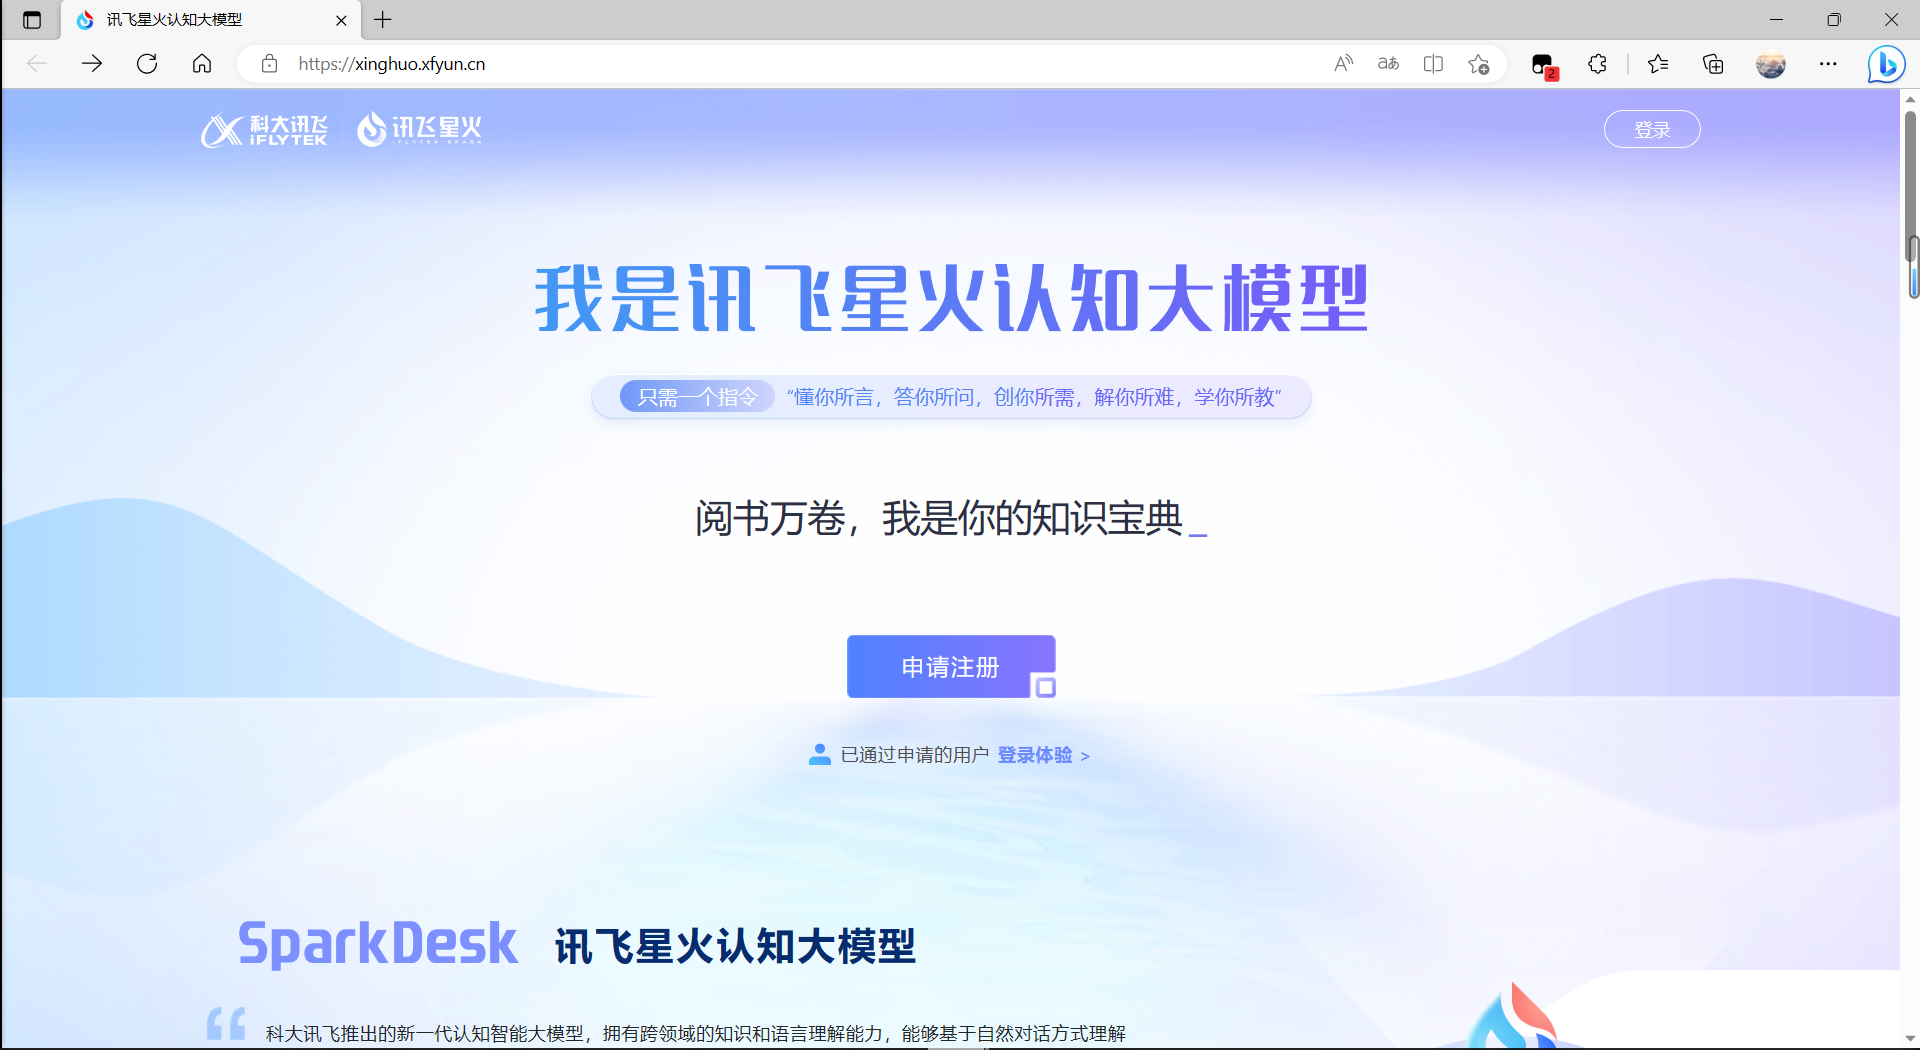 讯飞星火认知大模型
https://xinghuo.xfyun.cn
2
科大讯飞
iFLYTEK
讯飞星火
IFLYTEK SPARK
登录
我是讯飞星火认知大模型
只需一个指令 “懂你所言，答你所问，创你所需，解你所难，学你所教”
阅书万卷，我是你的知识宝典_
申请注册
已通过申请的用户 登录体验 >
SparkDesk 讯飞星火认知大模型
科大讯飞推出的新一代认知智能大模型，拥有跨领域的知识和语言理解能力，能够基于自然对话方式理解